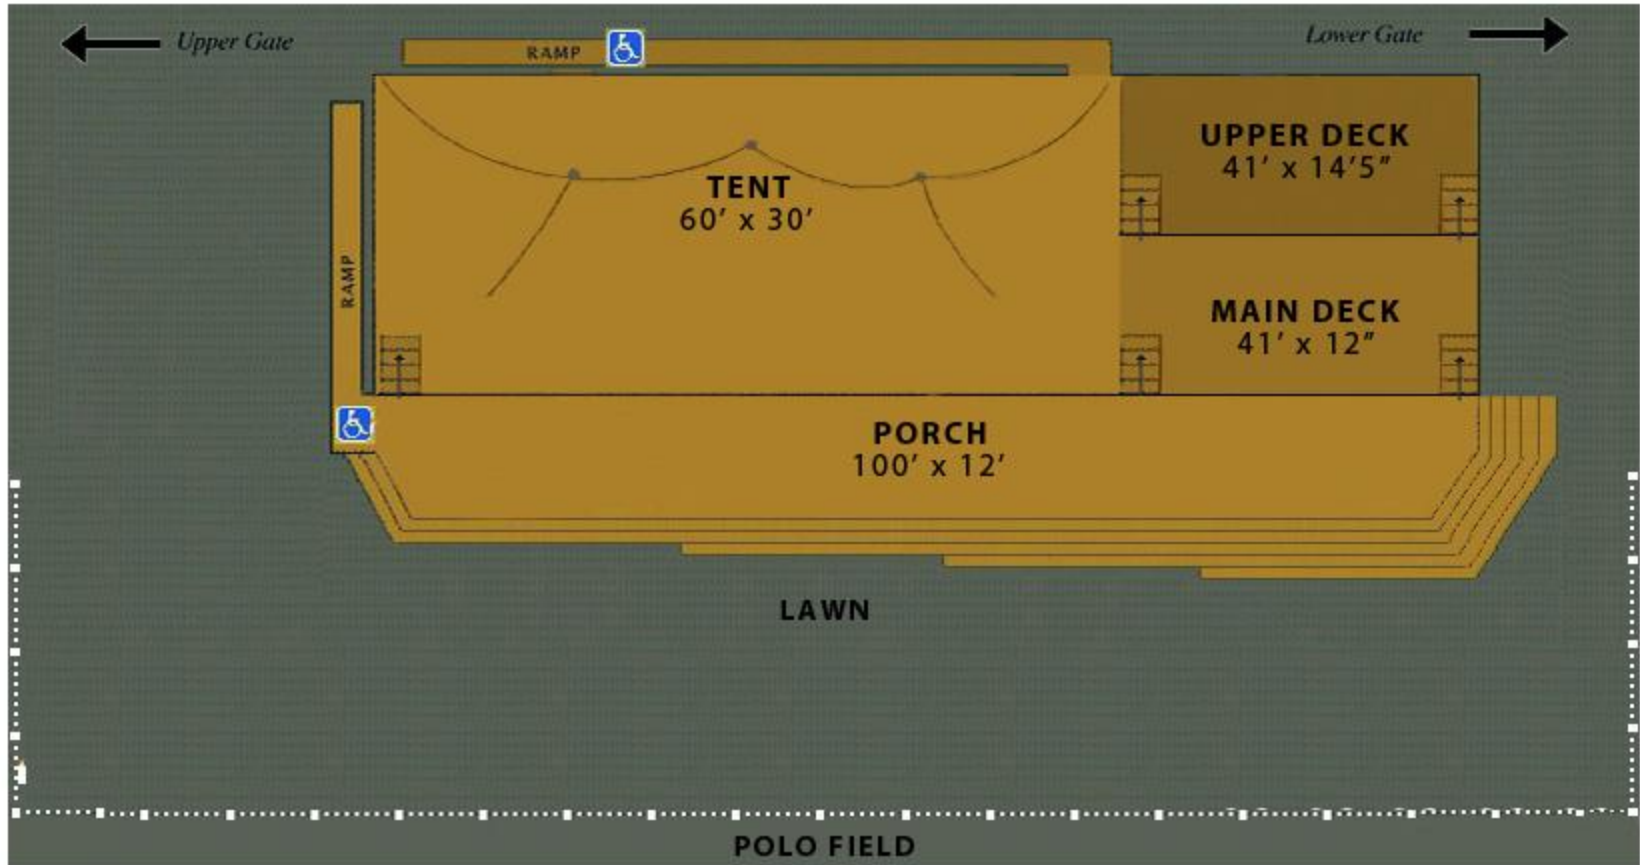 Upper Gate
Lower Gate
RAMP
UPPER DECK
41' x 14'5"
TENT
60' x 30'
RAMP
MAIN DECK
41' x 12"
PORCH
100' x 12'
LAWN
POLO FIELD